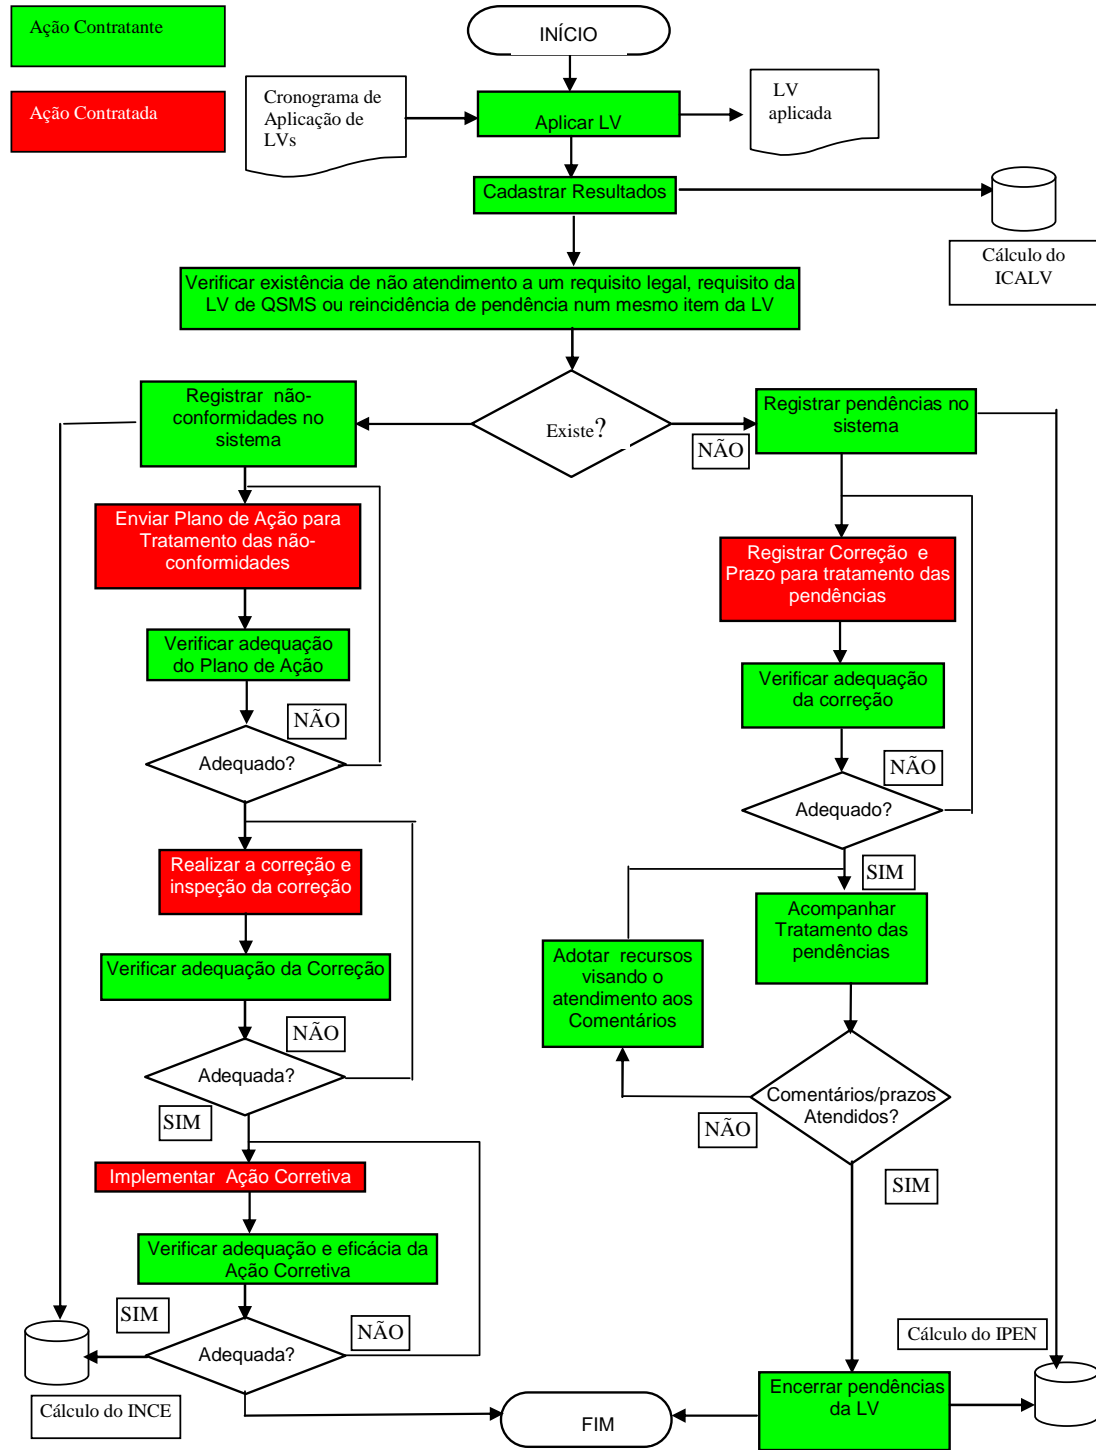 Ação Contratante
INÍCIO
Ação Contratada
Cronograma de
Aplicação de
LVs
Aplicar LV
LV
aplicada
Cadastrar Resultados
Cálculo do
ICALV
Verificar existência de não atendimento a um requisito legal, requisito da
LV de QSMS ou reincidência de pendência num mesmo item da LV
Existe?
NÃO
Registrar não-
conformidades no
sistema
Registrar pendências no
sistema
Enviar Plano de Ação para
Tratamento das não-
conformidades
Registrar Correção e
Prazo para tratamento das
pendências
Verificar adequação
do Plano de Ação
Verificar adequação
da correção
NÃO
Adequado?
NÃO
Adequado?
SIM
Realizar a correção e
inspeção da correção
Acompanhar
Tratamento das
pendências
Adotar recursos
visando o
atendimento aos
Comentários
Verificar adequação da Correção
NÃO
Adequada?
SIM
Comentários/prazos
Atendidos?
NÃO
SIM
Implementar Ação Corretiva
Verificar adequação e eficácia da
Ação Corretiva
SIM
NÃO
Adequada?
Cálculo do INCE
Cálculo do IPEN
Encerrar pendências
da LV
FIM